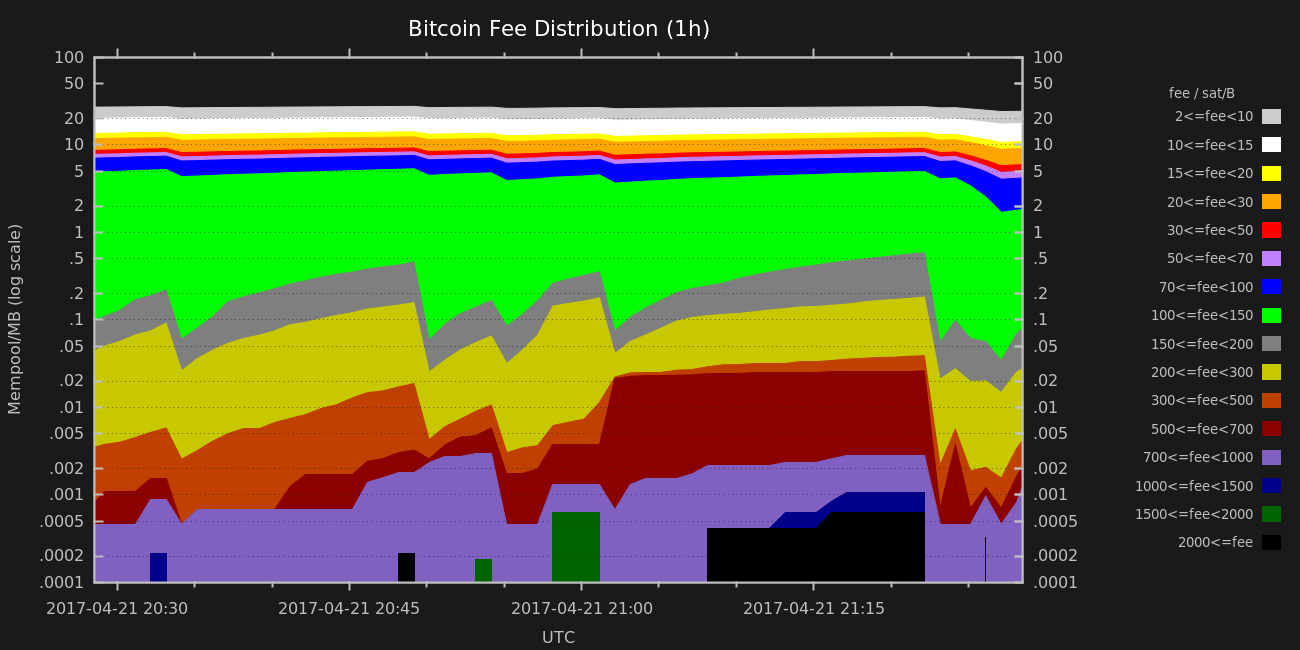 Bitcoin Fee Distribution (1h)
Mempool/MB (log scale)
100
50
20
10
5
2
1
.5
.2
.1
.05
.02
.01
.005
.002
.001
.0005
.0002
.0001
100
50
20
10
5
2
1
.5
.2
.1
.05
.02
.01
.005
.002
.001
.0005
.0002
.0001
2017-04-21 20:30
2017-04-21 20:45
2017-04-21 21:00
2017-04-21 21:15
UTC
fee / sat/B
2<=fee<10
10<=fee<15
15<=fee<20
20<=fee<30
30<=fee<50
50<=fee<70
70<=fee<100
100<=fee<150
150<=fee<200
200<=fee<300
300<=fee<500
500<=fee<700
700<=fee<1000
1000<=fee<1500
1500<=fee<2000
2000<=fee